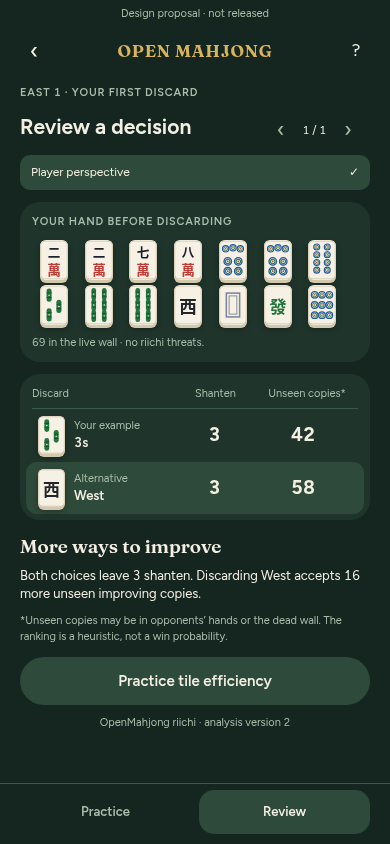 Design proposal · not released
‹ OPEN MAHJONG ?
EAST 1 · YOUR FIRST DISCARD
Review a decision ‹ 1 / 1 ›
Player perspective ✓
YOUR HAND BEFORE DISCARDING
二萬 二萬 七萬 八萬
西 發
69 in the live wall · no riichi threats.
Discard Shanten Unseen copies*
Your example
3s 3 42
西 Alternative
West 3 58
More ways to improve
Both choices leave 3 shanten. Discarding West accepts 16
more unseen improving copies.
*Unseen copies may be in opponents’ hands or the dead wall. The
ranking is a heuristic, not a win probability.
Practice tile efficiency
OpenMahjong riichi · analysis version 2
Practice Review